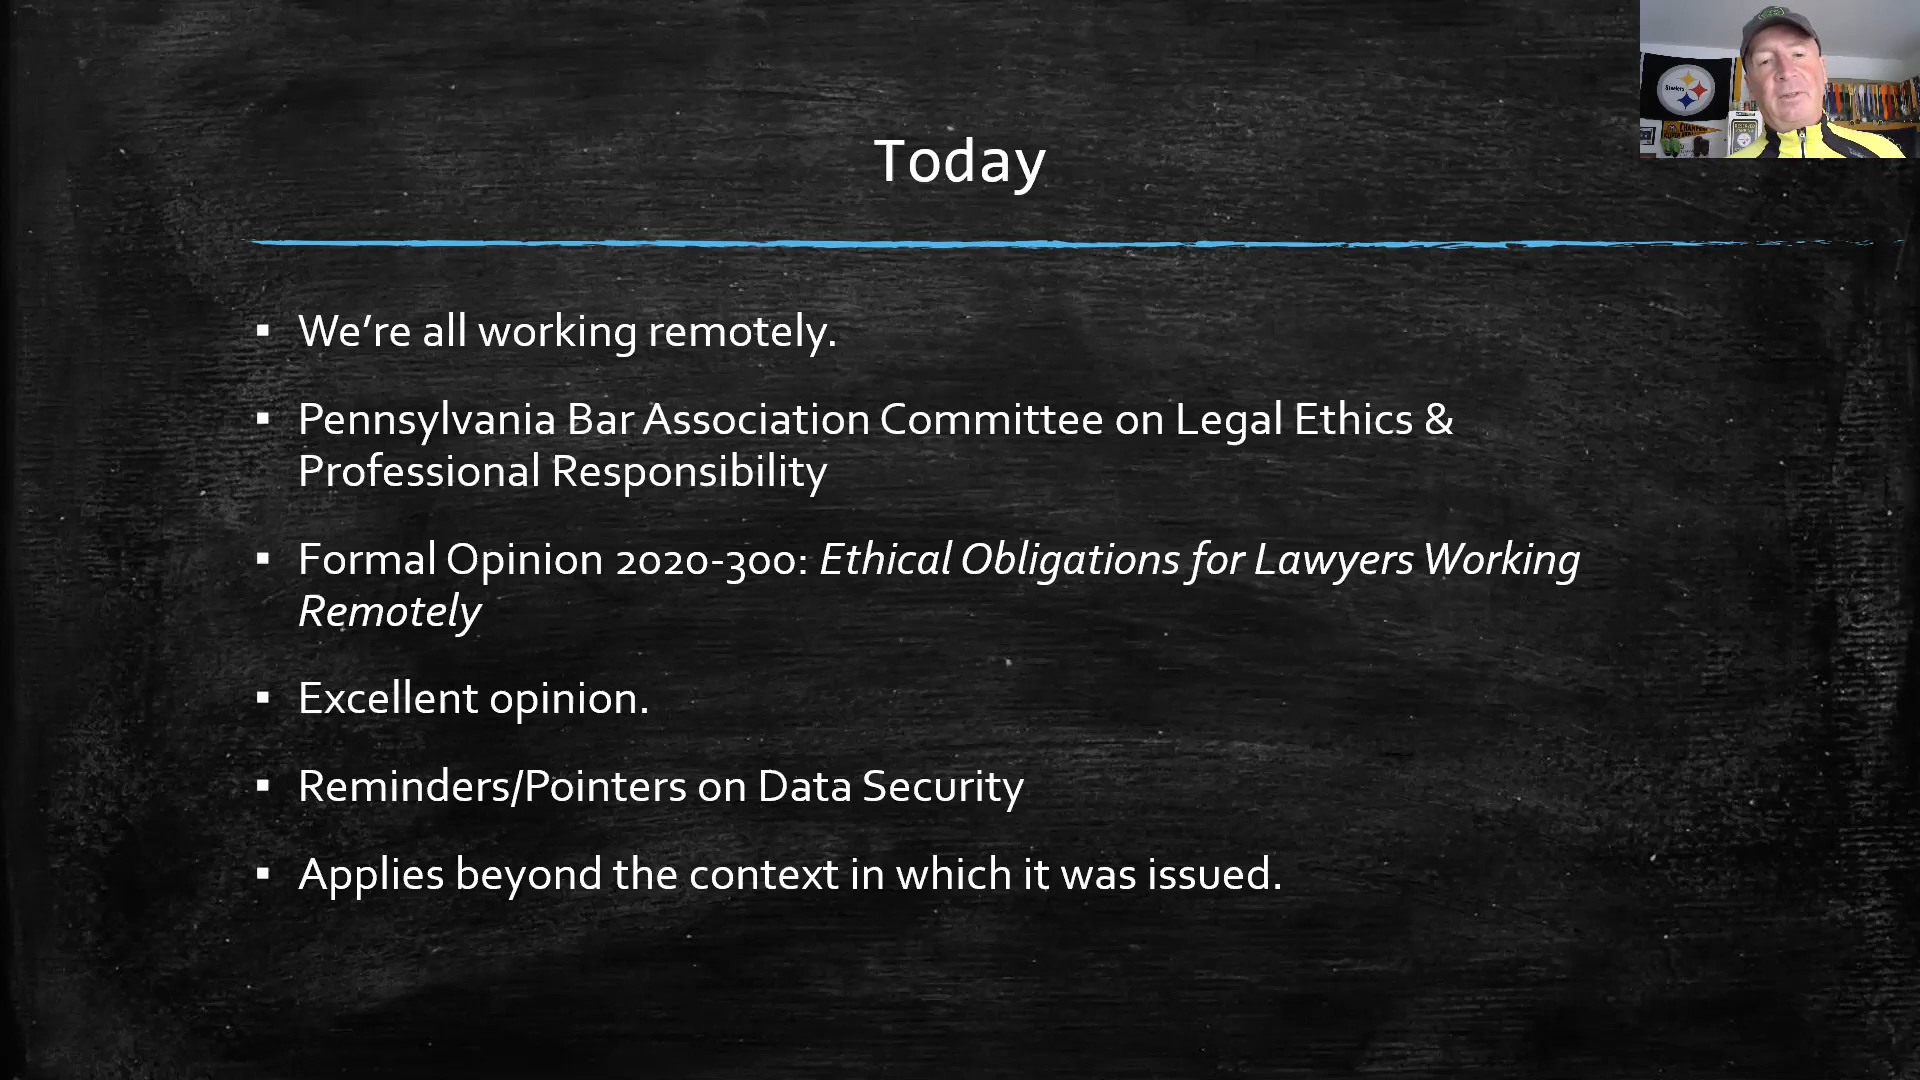 Today
▪ We’re all working remotely.
▪ Pennsylvania Bar Association Committee on Legal Ethics &
Professional Responsibility
▪ Formal Opinion 2020-300: Ethical Obligations for Lawyers Working
Remotely
▪ Excellent opinion.
▪ Reminders/Pointers on Data Security
▪ Applies beyond the context in which it was issued.
Steelers